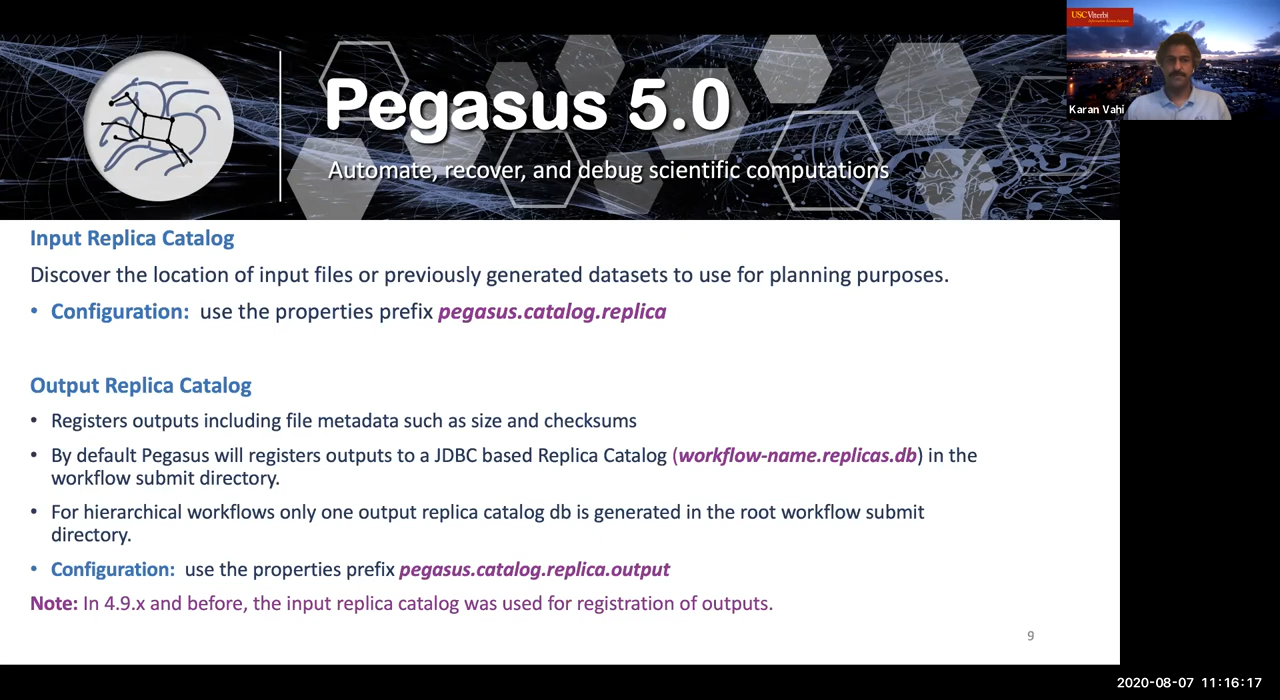 Pegasus 5.0
Automate, recover, and debug scientific computations
USC Viterbi
Karan Vahi
Input Replica Catalog
Discover the location of input files or previously generated datasets to use for planning purposes.
• Configuration: use the properties prefix pegasus.catalog.replica
Output Replica Catalog
• Registers outputs including file metadata such as size and checksums
• By default Pegasus will registers outputs to a JDBC based Replica Catalog (workflow-name.replicas.db) in the
workflow submit directory.
• For hierarchical workflows only one output replica catalog db is generated in the root workflow submit
directory.
• Configuration: use the properties prefix pegasus.catalog.replica.output
Note: In 4.9.x and before, the input replica catalog was used for registration of outputs.
9
2020-08-07 11:16:17